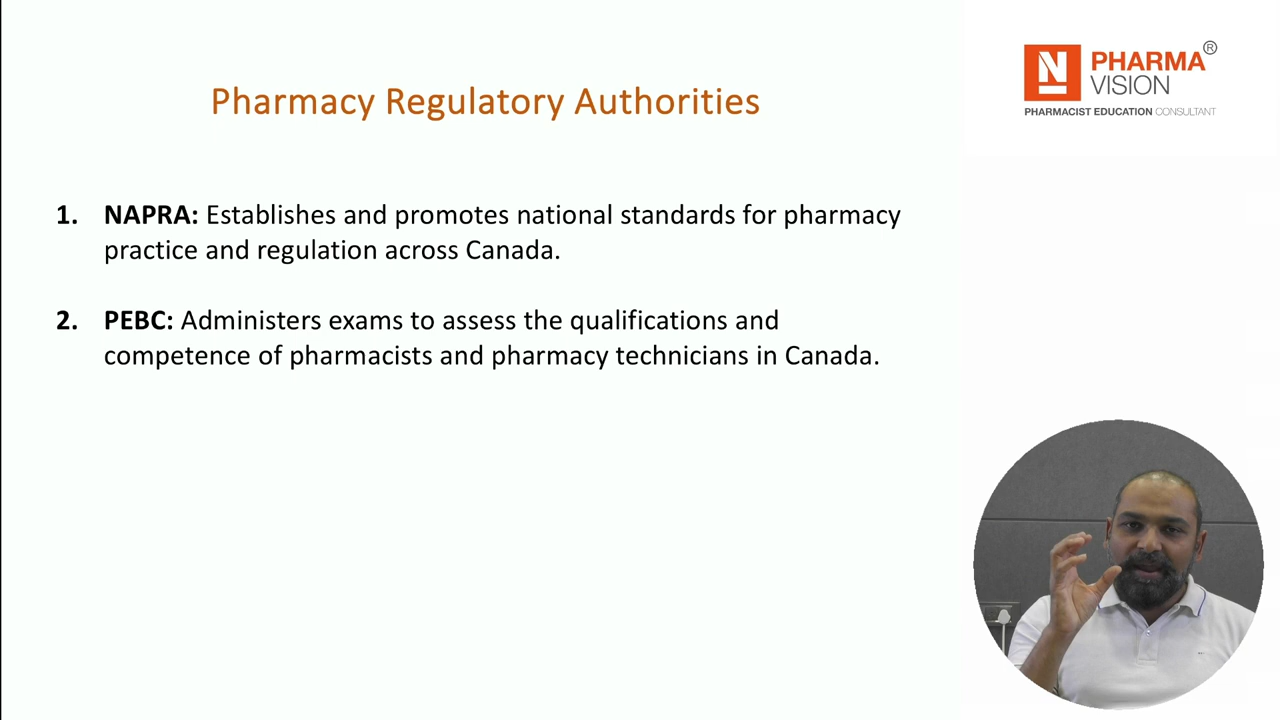 Pharmacy Regulatory Authorities
N PHARMA®
VISION
PHARMACIST EDUCATION CONSULTANT
1. NAPRA: Establishes and promotes national standards for pharmacy
practice and regulation across Canada.
2. PEBC: Administers exams to assess the qualifications and
competence of pharmacists and pharmacy technicians in Canada.